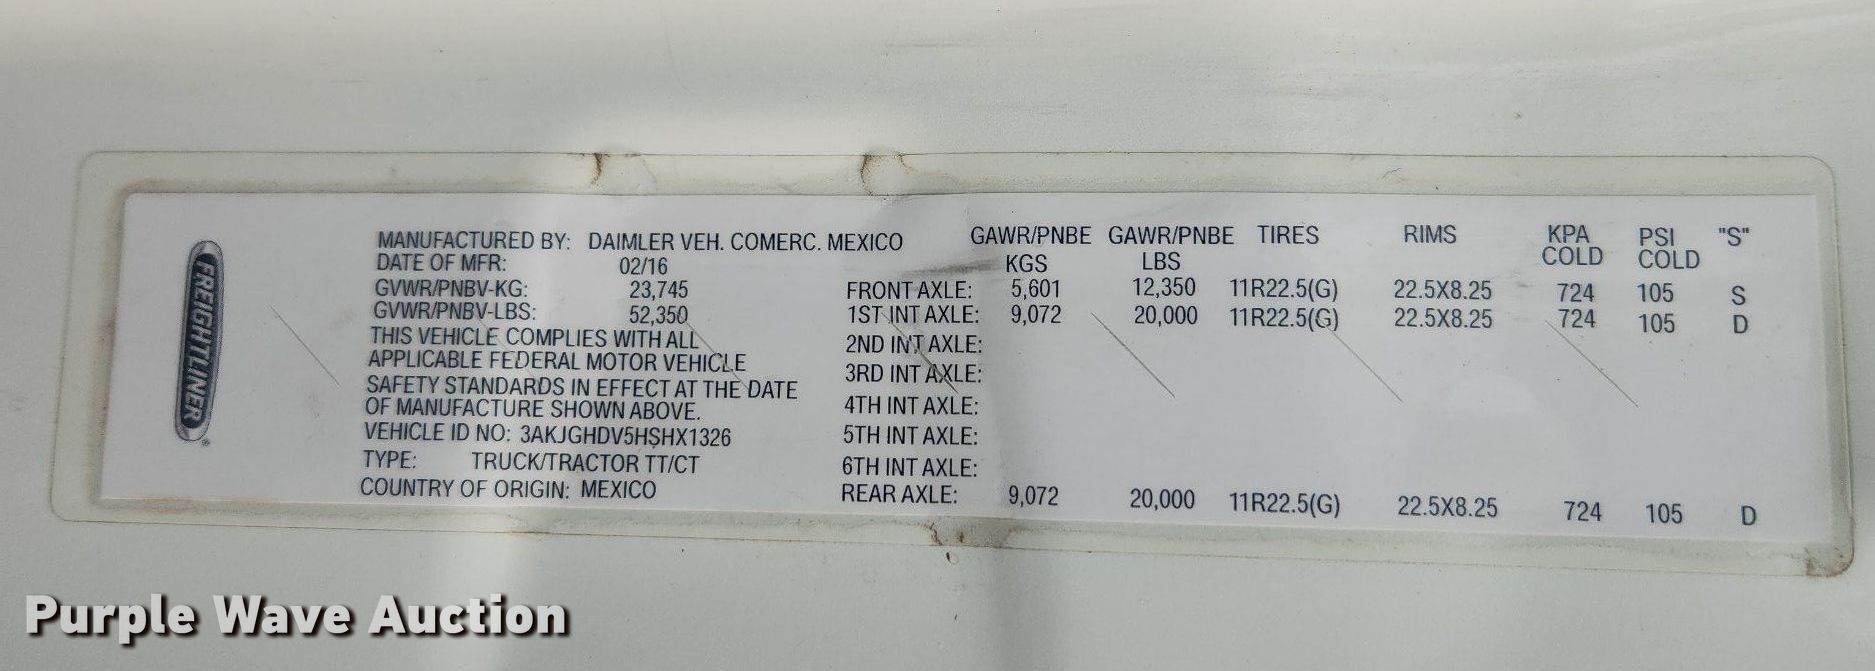 FREIGHTLINER
MANUFACTURED BY: DAIMLER VEH. COMERC. MEXICO
DATE OF MFR: 02/16
GVWR/PNBV-KG: 23,745
GVWR/PNBV-LBS: 52,350
THIS VEHICLE COMPLIES WITH ALL
APPLICABLE FEDERAL MOTOR VEHICLE
SAFETY STANDARDS IN EFFECT AT THE DATE
OF MANUFACTURE SHOWN ABOVE.
VEHICLE ID NO: 3AKJGHDV5HSHX1326
TYPE: TRUCK/TRACTOR TT/CT
COUNTRY OF ORIGIN: MEXICO
GAWR/PNBE GAWR/PNBE TIRES RIMS KPA PSI "S"
KGS LBS COLD COLD
FRONT AXLE: 5,601 12,350 11R22.5(G) 22.5X8.25 724 105 S
1ST INT AXLE: 9,072 20,000 11R22.5(G) 22.5X8.25 724 105 D
2ND INT AXLE:
3RD INT AXLE:
4TH INT AXLE:
5TH INT AXLE:
6TH INT AXLE:
REAR AXLE: 9,072 20,000 11R22.5(G) 22.5X8.25 724 105 D
Purple Wave Auction